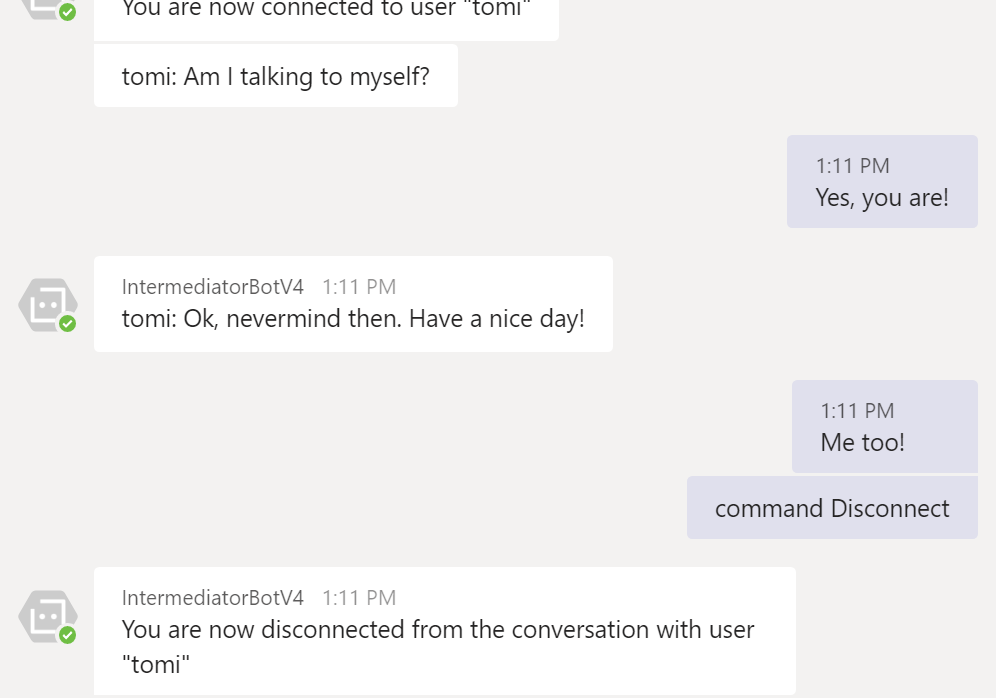 You are now connected to user "tomi"
tomi: Am I talking to myself?
1:11 PM
Yes, you are!
IntermediatorBotV4 1:11 PM
tomi: Ok, nevermind then. Have a nice day!
1:11 PM
Me too!
command Disconnect
IntermediatorBotV4 1:11 PM
You are now disconnected from the conversation with user
"tomi"